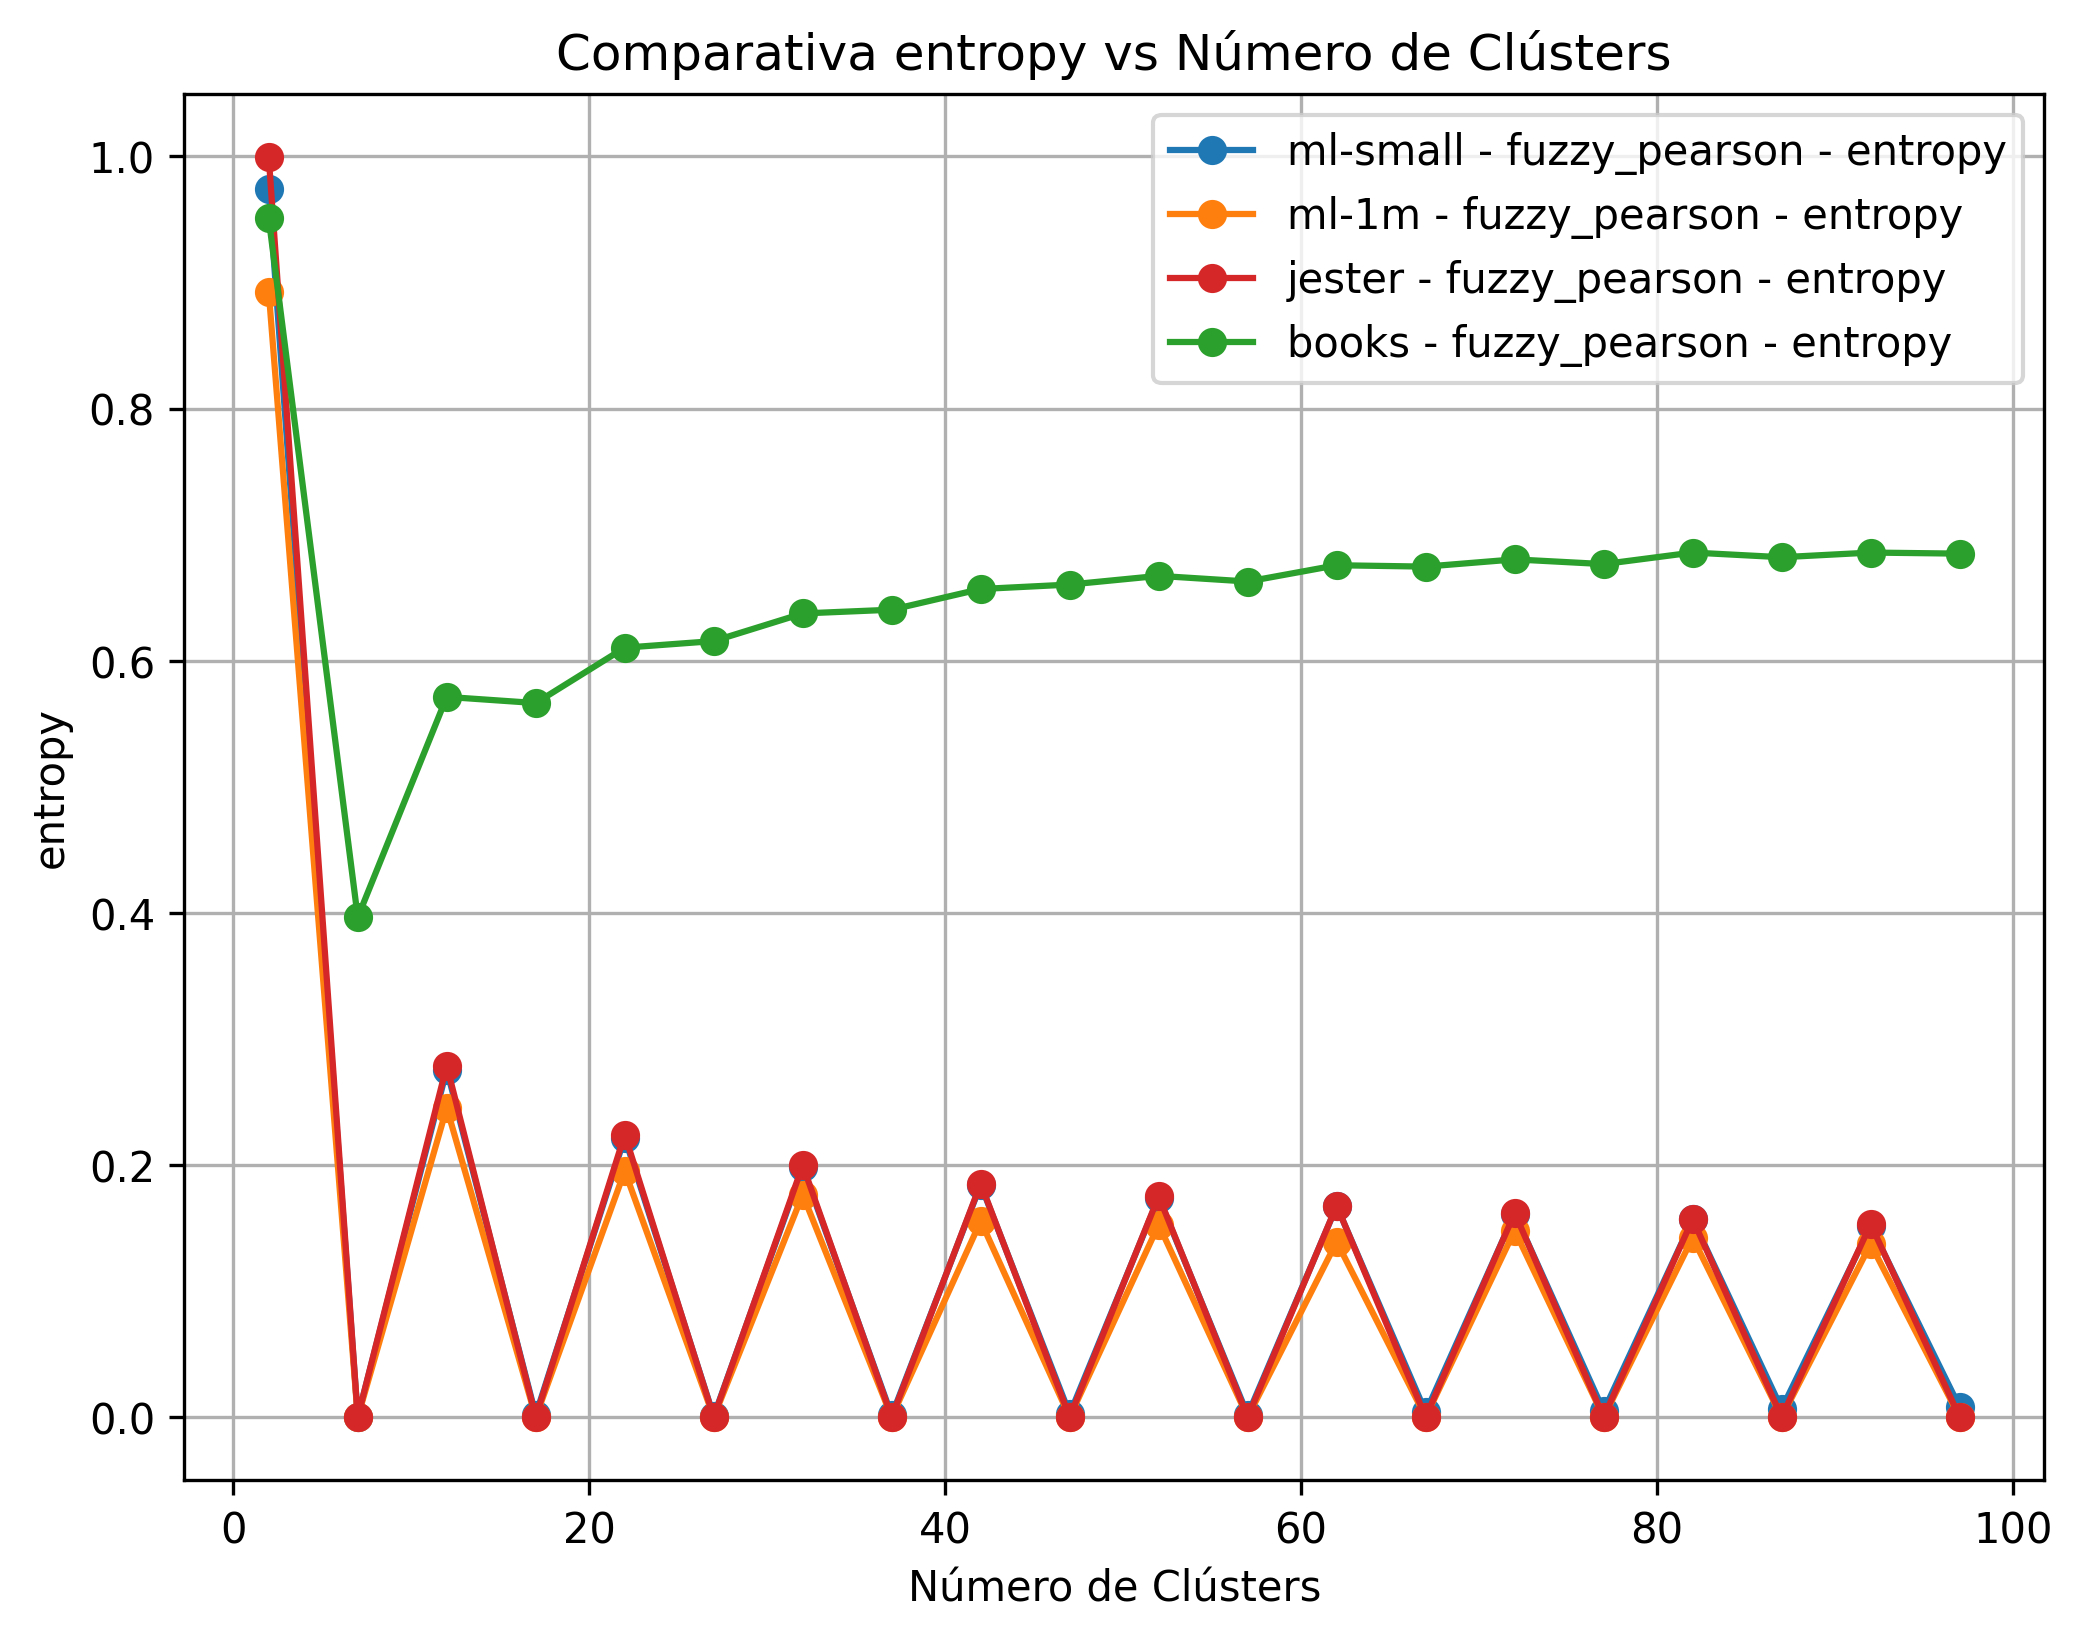 Comparativa entropy vs Número de Clústers
ml-small - fuzzy_pearson - entropy
ml-1m - fuzzy_pearson - entropy
jester - fuzzy_pearson - entropy
books - fuzzy_pearson - entropy
1.0
0.8
0.6
0.4
0.2
0.0
entropy
0 20 40 60 80 100
Número de Clústers